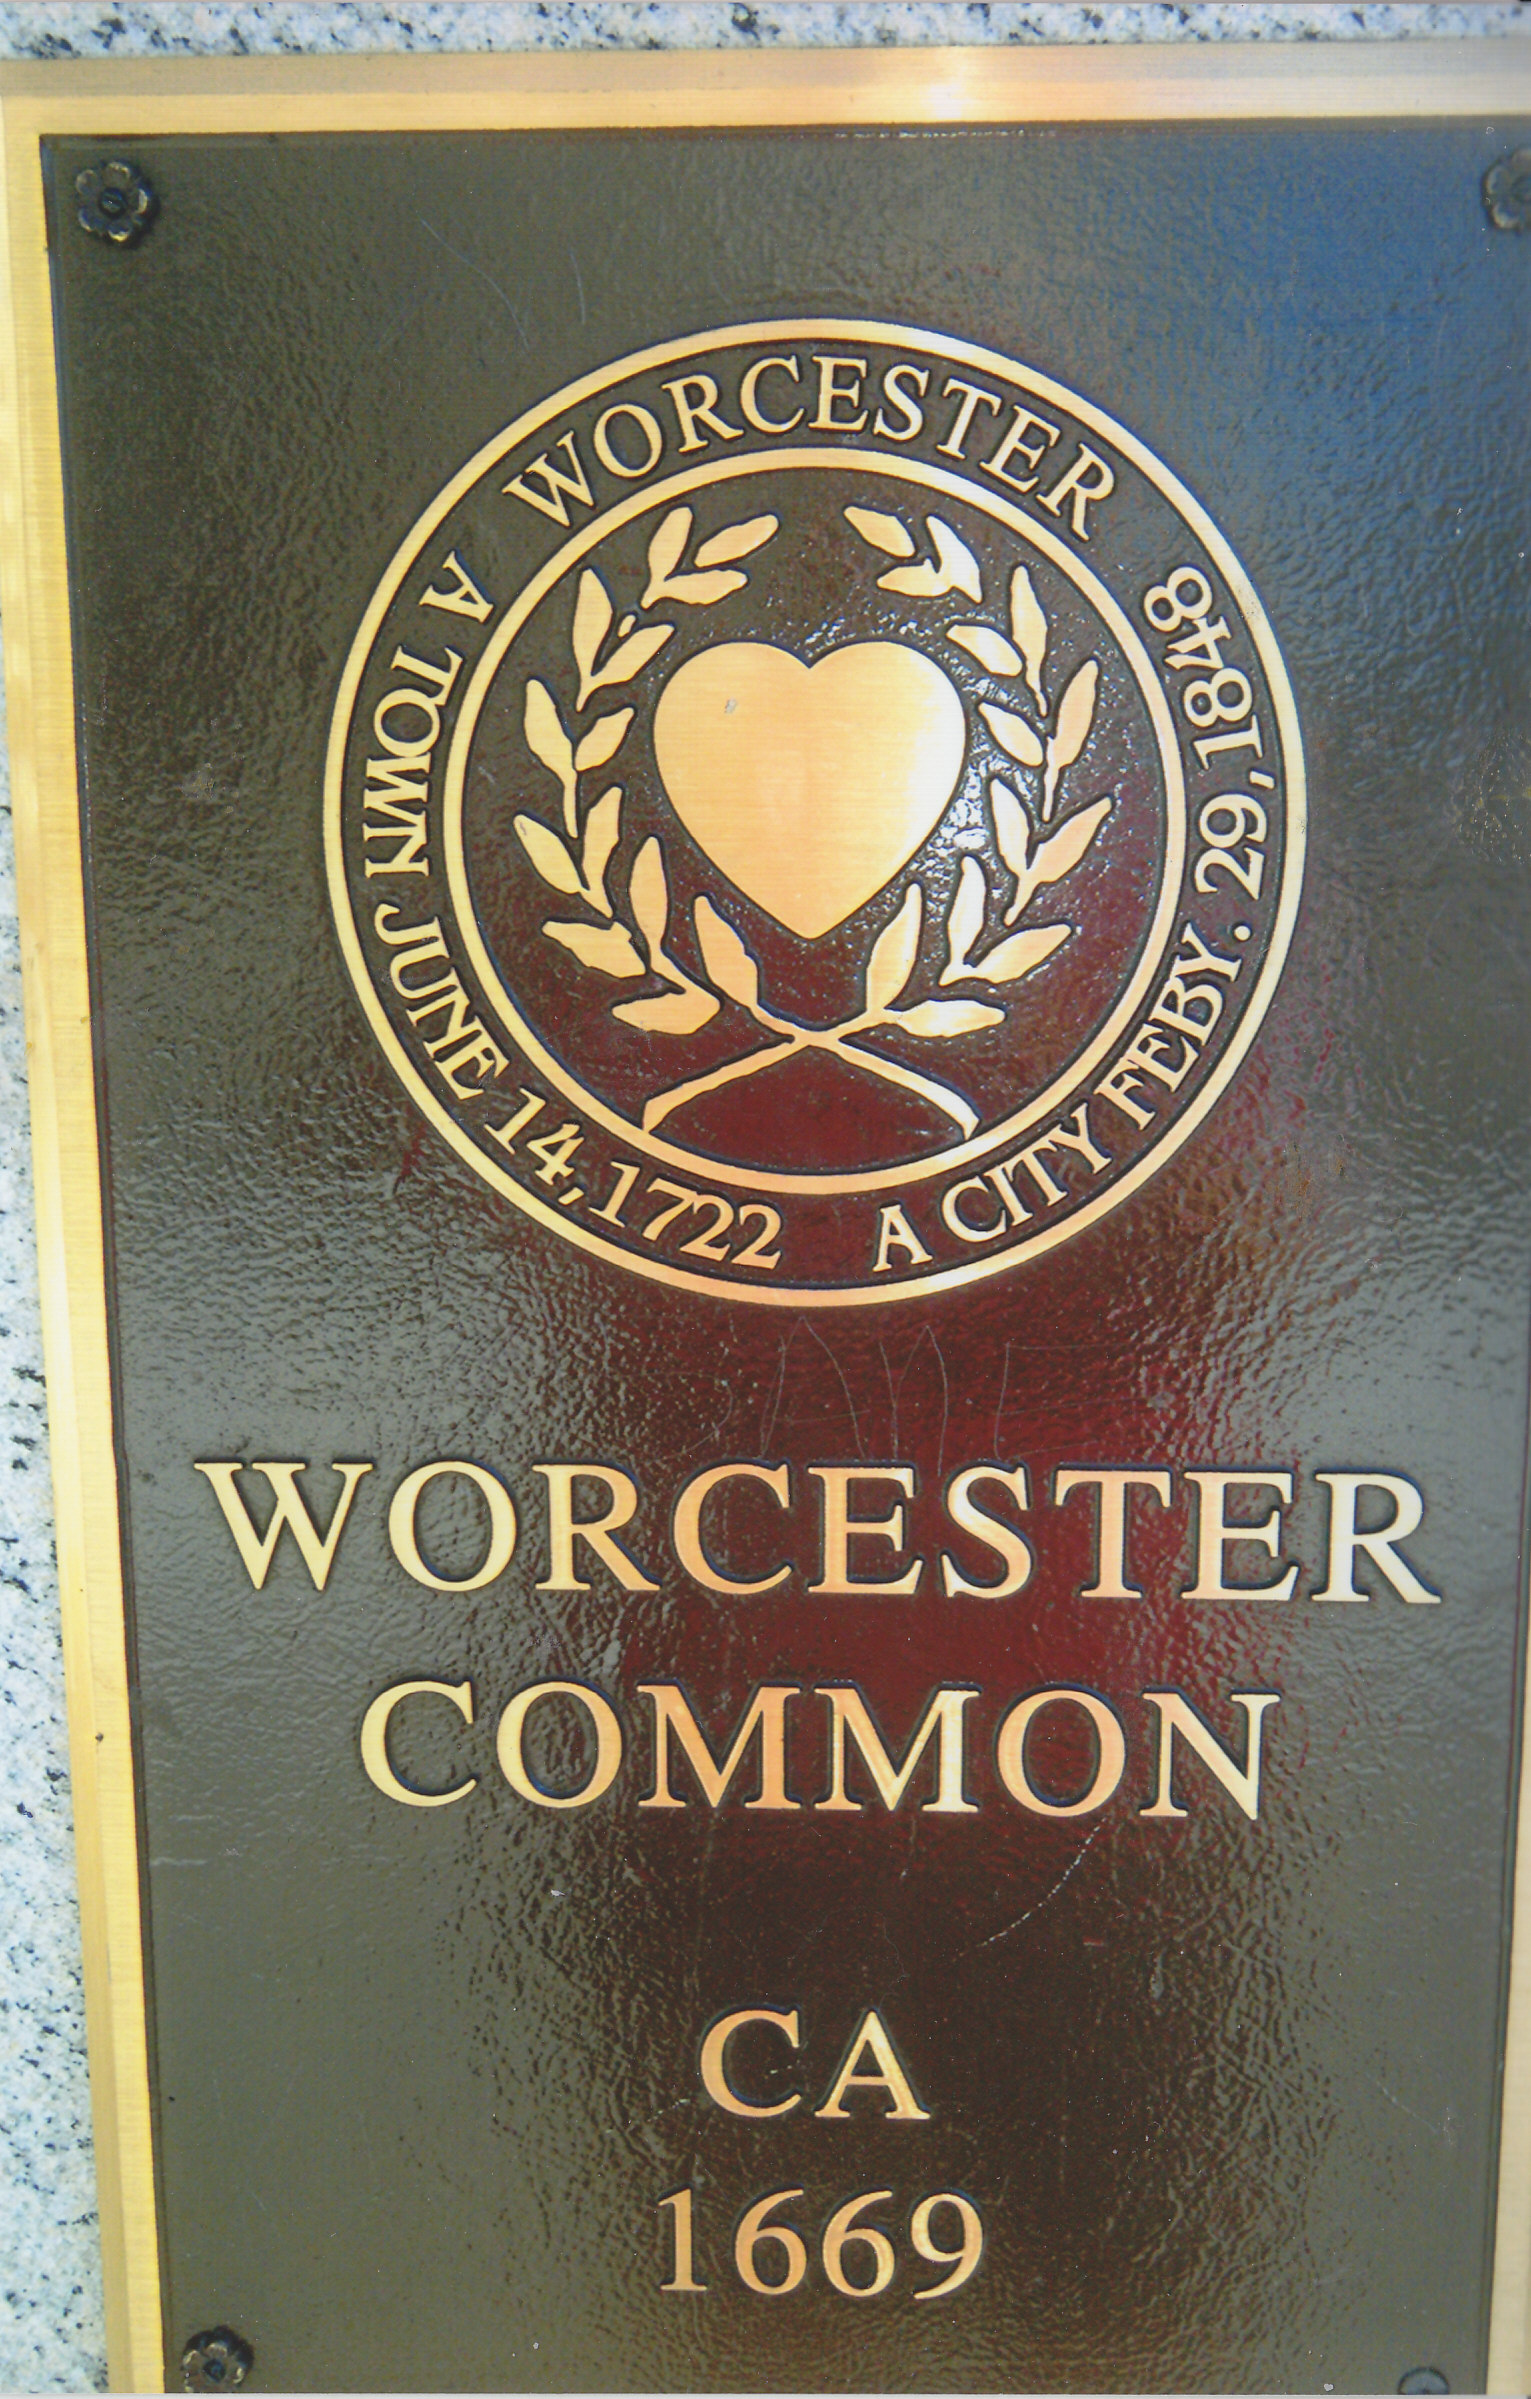 WORCESTER
A TOWN JUNE 14, 1722
A CITY FEBY. 29, 1848
WORCESTER
COMMON
CA
1669